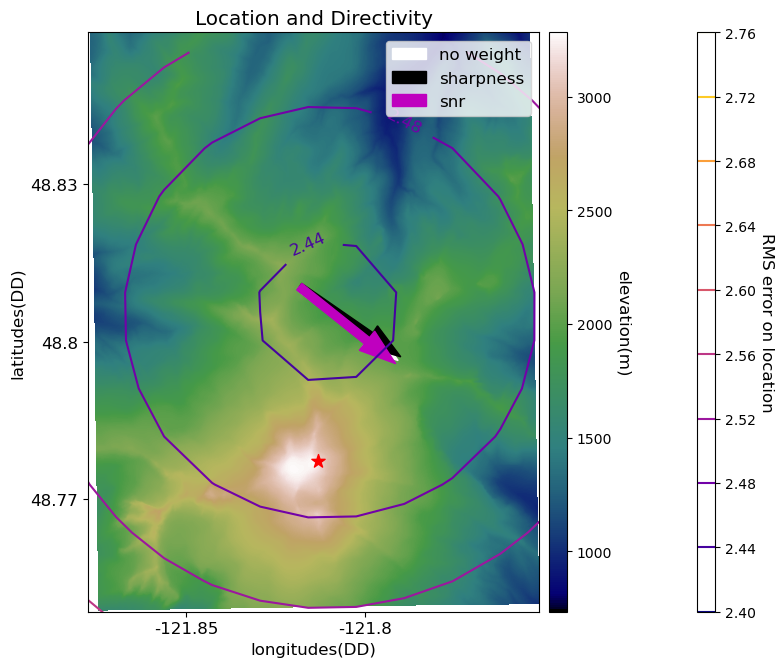 Location and Directivity
no weight
sharpness
snr
2.44
48.83
48.8
48.77
latitudes(DD)
-121.85
-121.8
longitudes(DD)
3000
2500
2000
1500
1000
elevation(m)
2.76
2.72
2.68
2.64
2.60
2.56
2.52
2.48
2.44
2.40
RMS error on location